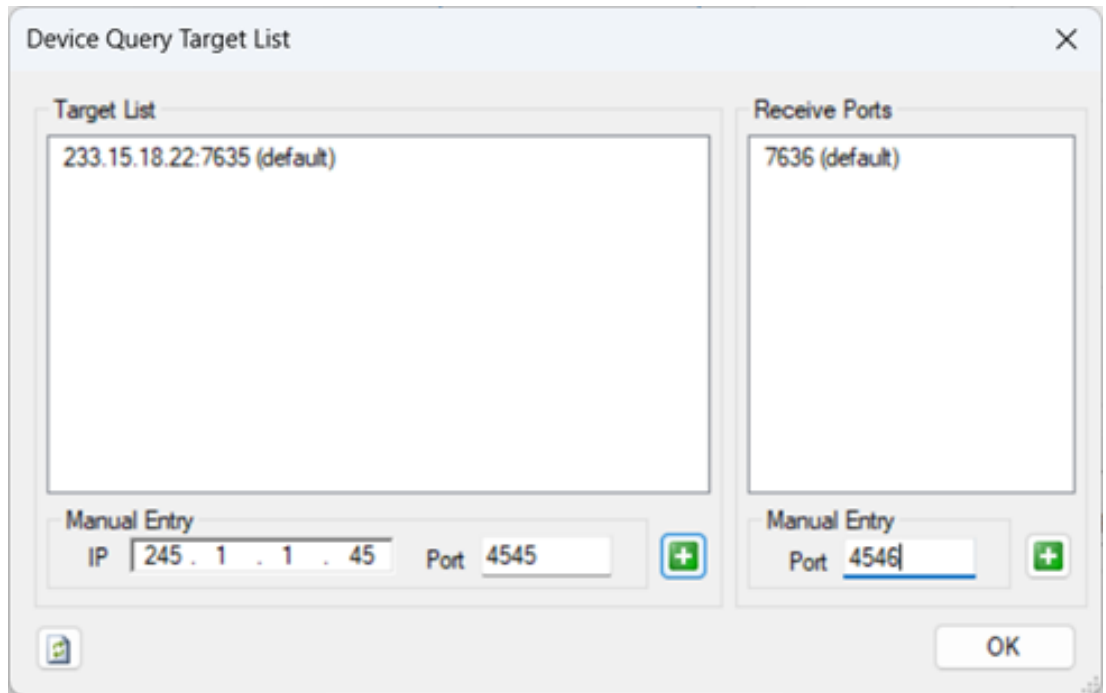 Device Query Target List
Target List
233.15.18.22:7635 (default)
Manual Entry
IP 245 . 1 . 1 . 45 Port 4545
Receive Ports
7636 (default)
Manual Entry
Port 4546
OK